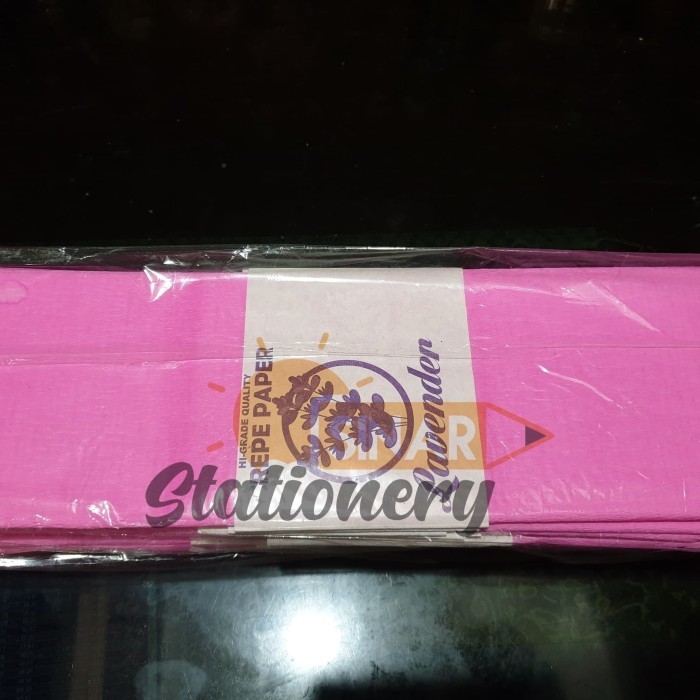 HI-GRADE QUALITY
REPE PAPER
Lavender
SINAR
Stationery